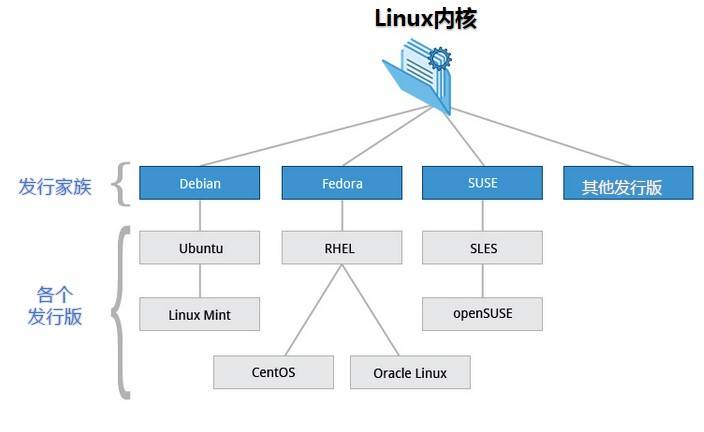 Linux内核
发行家族
Debian
Fedora
SUSE
其他发行版
各个
发行版
Ubuntu
RHEL
SLES
Linux Mint
openSUSE
CentOS
Oracle Linux